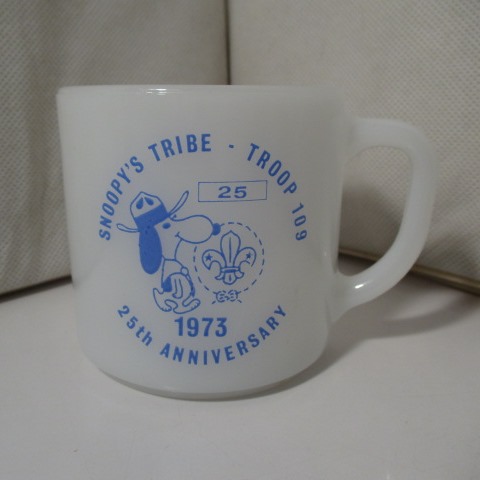 SNOOPY'S TRIBE - TROOP 109
25
1973
25th ANNIVERSARY